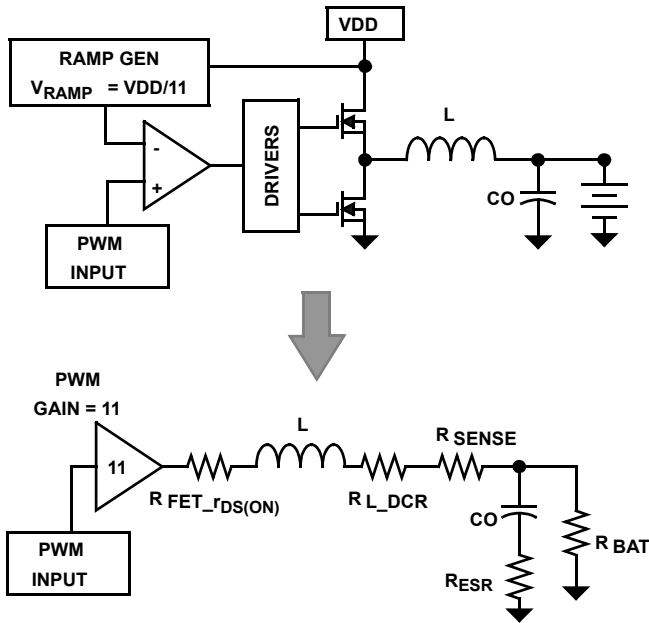 VDD
RAMP GEN
VRAMP = VDD/11
-
+
DRIVERS
L
CO
PWM
INPUT
PWM
GAIN = 11
11
L
RSENSE
R FET_rDS(ON)
R L_DCR
CO
R BAT
RESR
PWM
INPUT